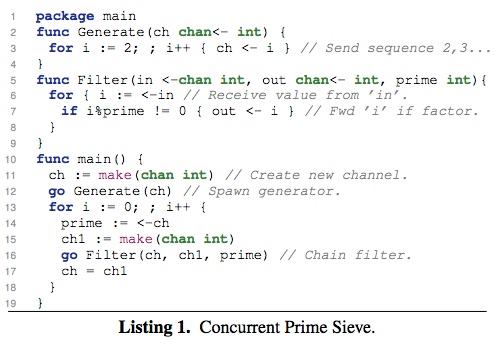 1 package main
2 func Generate(ch chan<- int) {
3 for i := 2; ; i++ { ch <- i } // Send sequence 2,3...
4 }
5 func Filter(in <-chan int, out chan<- int, prime int){
6 for { i := <-in // Receive value from 'in'.
7 if i%prime != 0 { out <- i } // Fwd 'i' if factor.
8 }
9 }
10 func main() {
11 ch := make(chan int) // Create new channel.
12 go Generate(ch) // Spawn generator.
13 for i := 0; ; i++ {
14 prime := <-ch
15 ch1 := make(chan int)
16 go Filter(ch, ch1, prime) // Chain filter.
17 ch = ch1
18 }
19 }
Listing 1. Concurrent Prime Sieve.